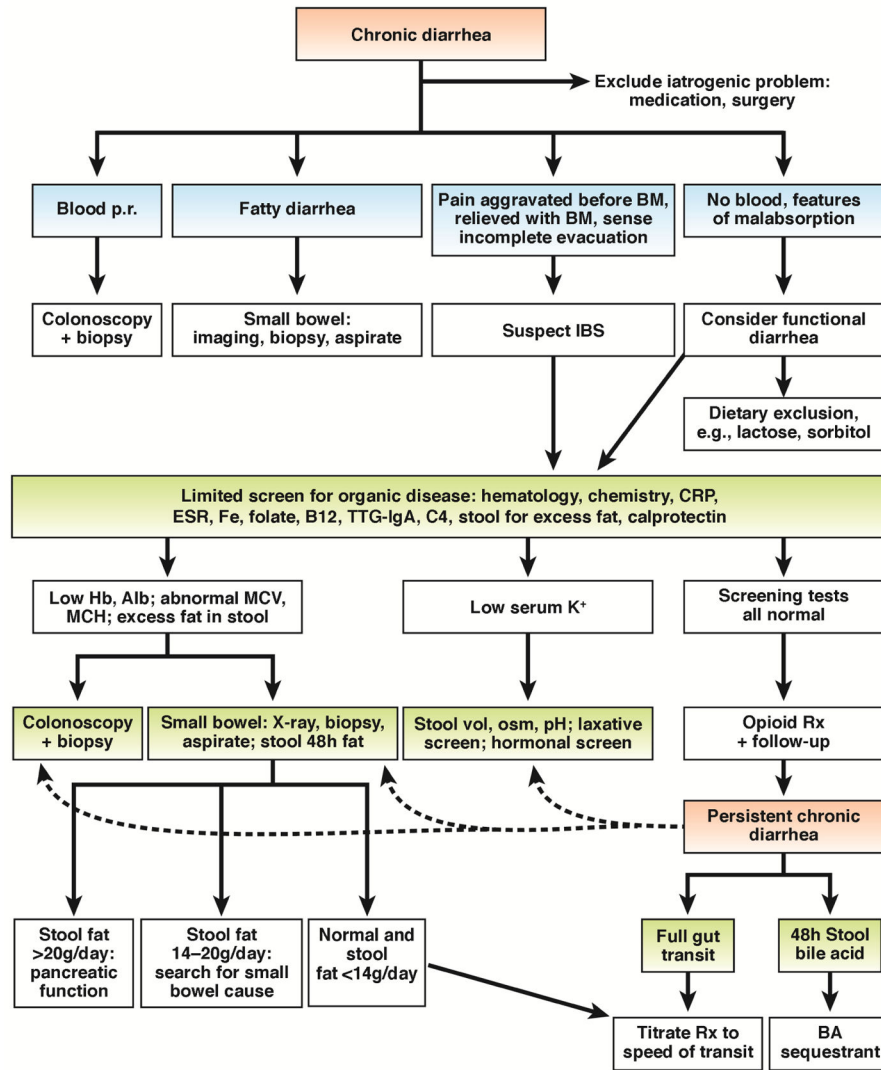 Chronic diarrhea
Exclude iatrogenic problem:
medication, surgery
Blood p.r.
Fatty diarrhea
Pain aggravated before BM,
relieved with BM, sense
incomplete evacuation
No blood, features
of malabsorption
Colonoscopy
+ biopsy
Small bowel:
imaging, biopsy, aspirate
Suspect IBS
Consider functional
diarrhea
Dietary exclusion,
e.g., lactose, sorbitol
Limited screen for organic disease: hematology, chemistry, CRP,
ESR, Fe, folate, B12, TTG-IgA, C4, stool for excess fat, calprotectin
Low Hb, Alb; abnormal MCV,
MCH; excess fat in stool
Low serum K⁺
Screening tests
all normal
Colonoscopy
+ biopsy
Small bowel: X-ray, biopsy,
aspirate; stool 48h fat
Stool vol, osm, pH; laxative
screen; hormonal screen
Opioid Rx
+ follow-up
Persistent chronic
diarrhea
Stool fat
>20g/day:
pancreatic
function
Stool fat
14–20g/day:
search for small
bowel cause
Normal and
stool
fat <14g/day
Full gut
transit
48h Stool
bile acid
Titrate Rx to
speed of transit
BA
sequestrant